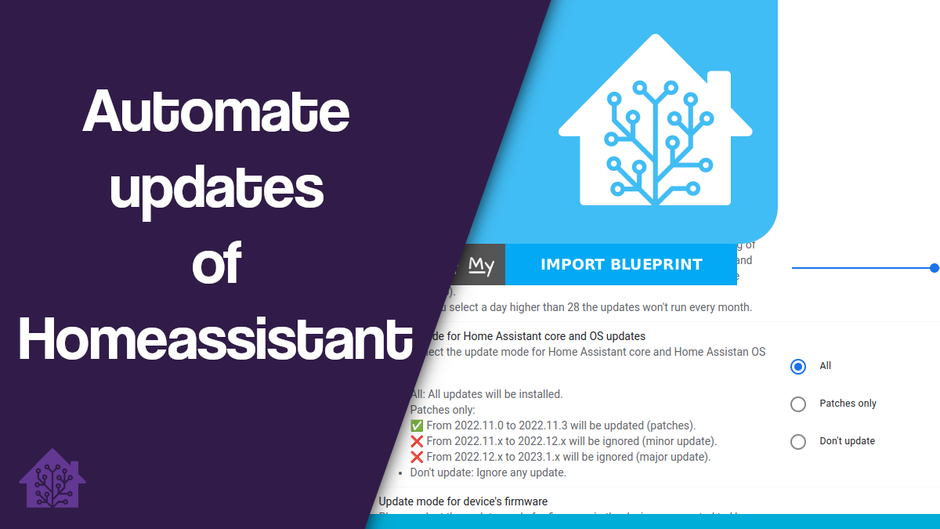 Automate
updates
of
Homeassistant
My
IMPORT BLUEPRINT
of
and
).
select a day higher than 28 the updates won't run every month.
for Home Assistant core and OS updates
the update mode for Home Assistant core and Home Assistan OS
All
All: All updates will be installed.
Patches only:
Patches only
✅ From 2022.11.0 to 2022.11.3 will be updated (patches).
❌ From 2022.11.x to 2022.12.x will be ignored (minor update).
Don't update
❌ From 2022.12.x to 2023.1.x will be ignored (major update).
• Don't update: Ignore any update.
Update mode for device's firmware